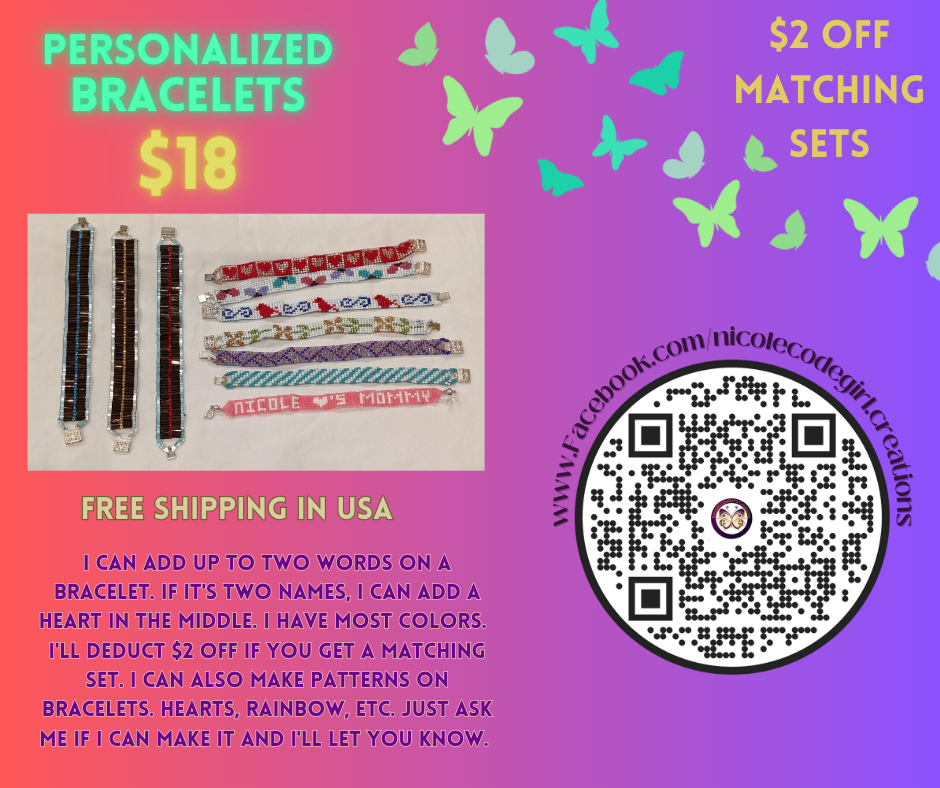 PERSONALIZED
BRACELETS
$18
$2 OFF
MATCHING
SETS
NICOLE ♥'S MOMMY
www.Facebook.com/nicolecodegirl.creations
FREE SHIPPING IN USA
I CAN ADD UP TO TWO WORDS ON A
BRACELET. IF IT'S TWO NAMES, I CAN ADD A
HEART IN THE MIDDLE. I HAVE MOST COLORS.
I'LL DEDUCT $2 OFF IF YOU GET A MATCHING
SET. I CAN ALSO MAKE PATTERNS ON
BRACELETS. HEARTS, RAINBOW, ETC. JUST ASK
ME IF I CAN MAKE IT AND I'LL LET YOU KNOW.